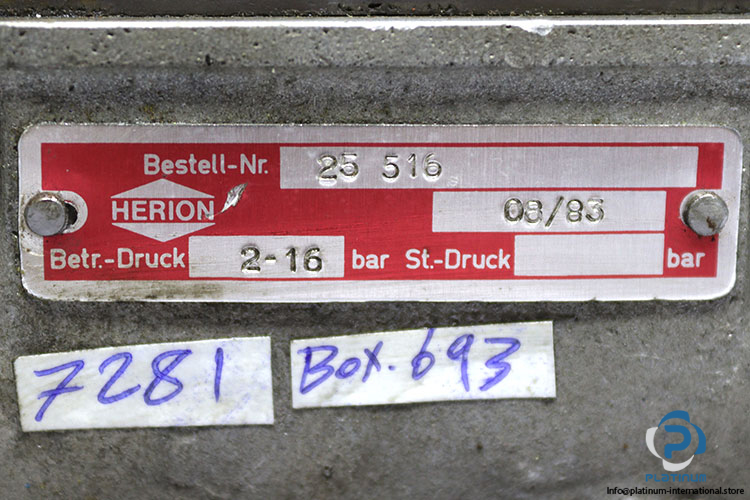 Bestell-Nr. 25 516
HERION 08/83
Betr.-Druck 2-16 bar St.-Druck bar
7281
Box. 693
PLATINUM
Info@platinum-international.store